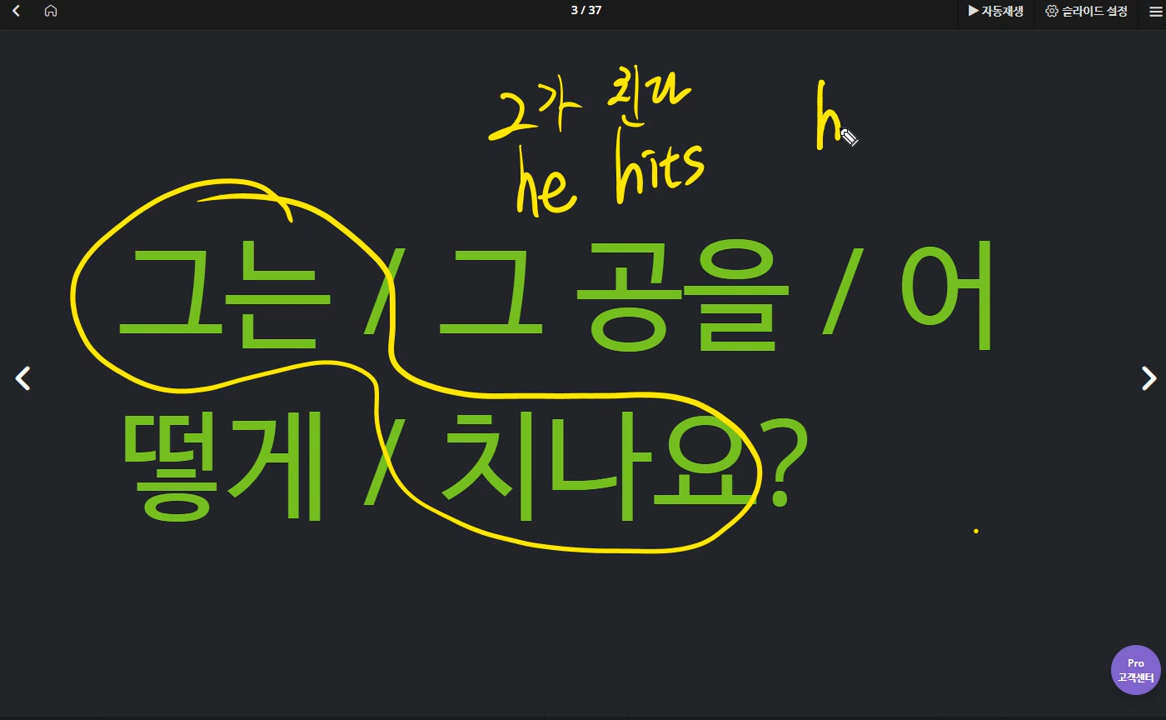 3 / 37
▶ 자동재생
슬라이드 설정
그가 친다
he hits
h
그는 / 그 공을 / 어
떻게 / 치나요?
Pro
고객센터